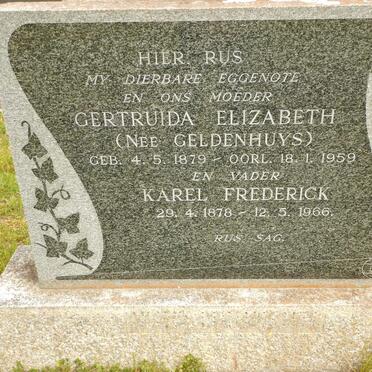 HIER RUS
MY DIERBARE EGGENOTE
EN ONS MOEDER
GERTRUIDA ELIZABETH
(NEE GELDENHUYS)
GEB. 4.5.1879 - OORL. 18.1.1959
EN VADER
KAREL FREDERICK
29.4.1878 - 12.5.1966.
RUS SAG.